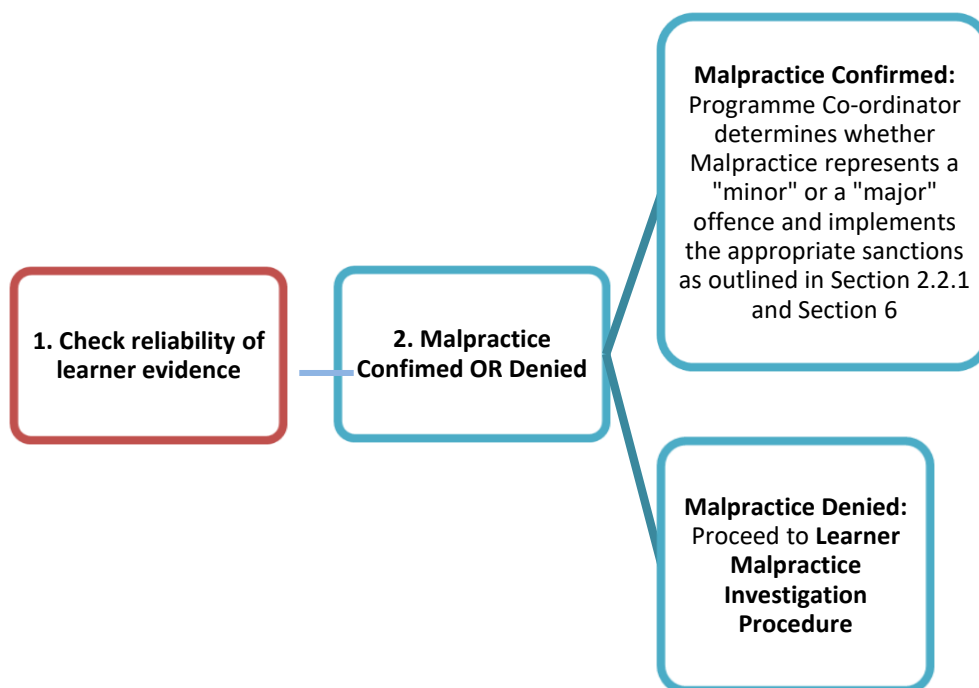 1. Check reliability of
learner evidence
2. Malpractice
Confimed OR Denied
Malpractice Confirmed:
Programme Co-ordinator
determines whether
Malpractice represents a
"minor" or a "major"
offence and implements
the appropriate sanctions
as outlined in Section 2.2.1
and Section 6
Malpractice Denied:
Proceed to Learner
Malpractice
Investigation
Procedure